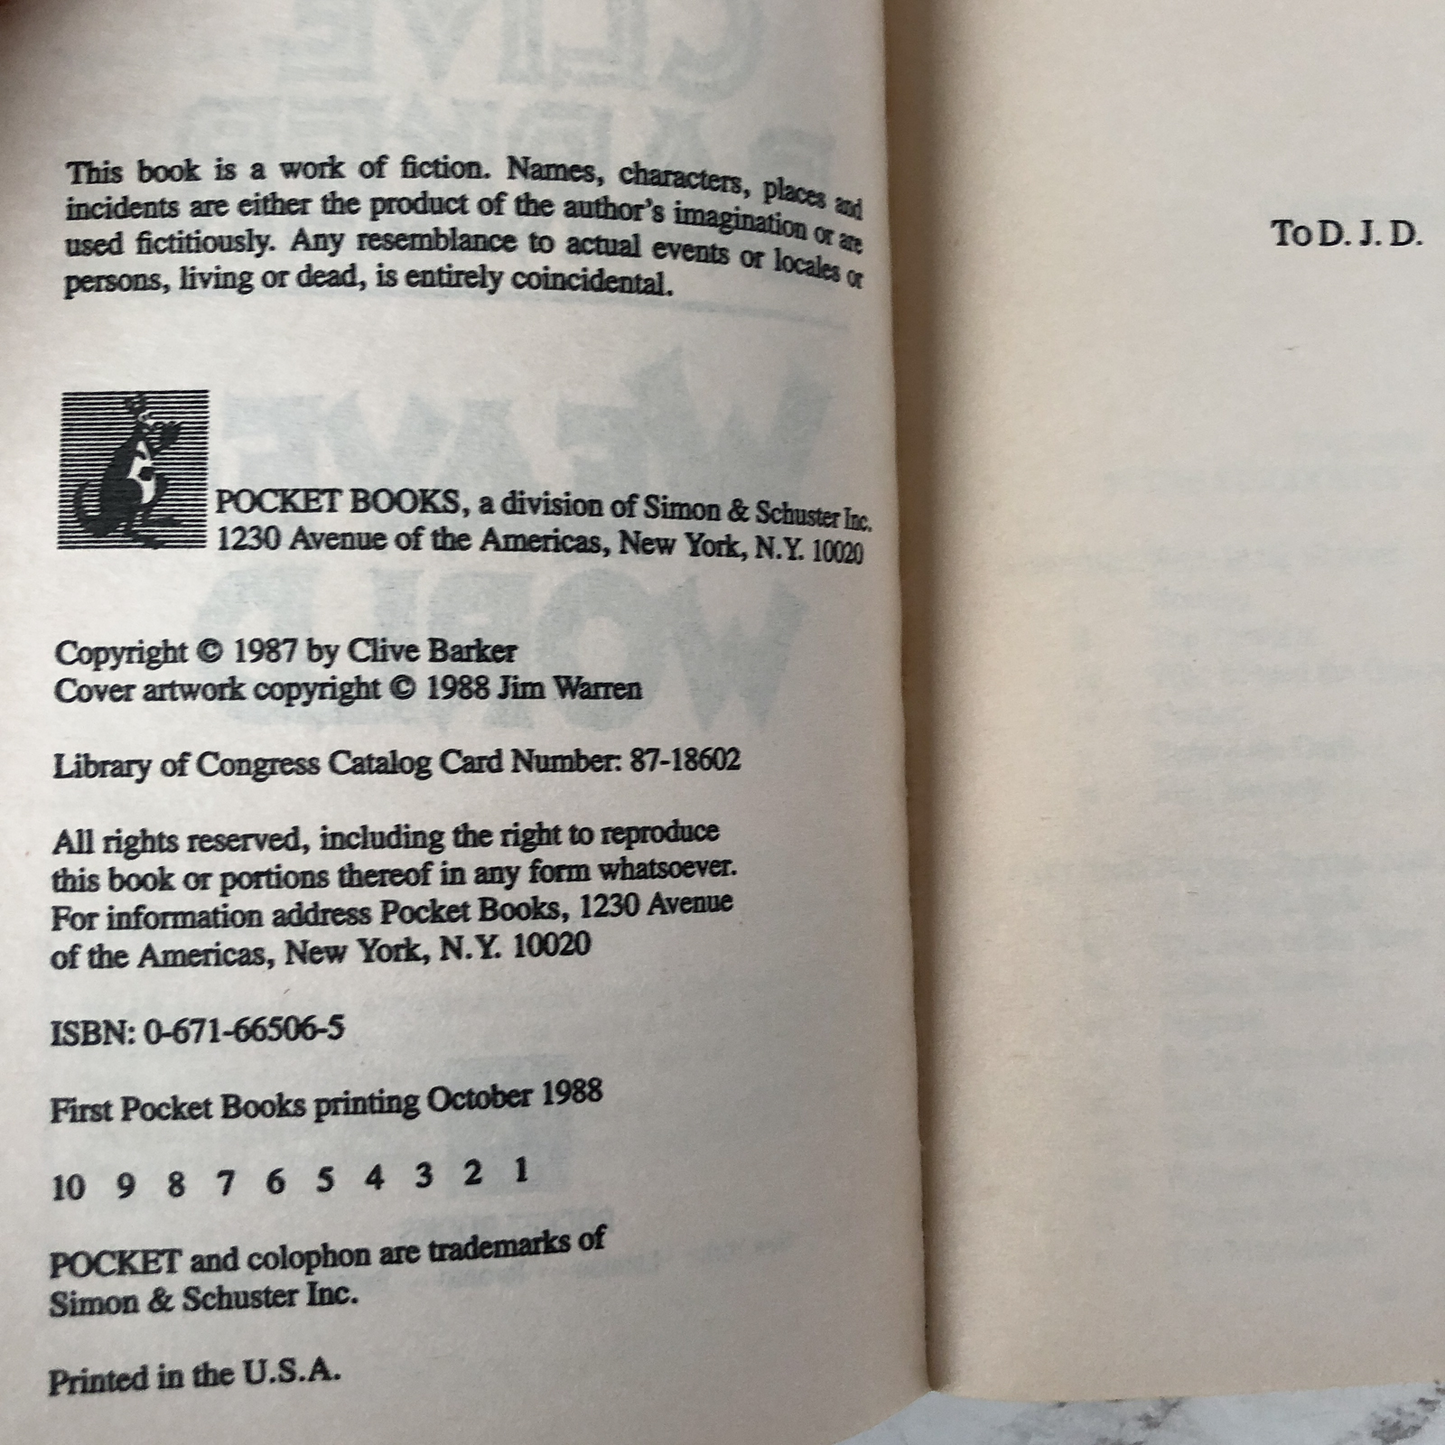 This book is a work of fiction. Names, characters, places and
incidents are either the product of the author's imagination or are
used fictitiously. Any resemblance to actual events or locales or
persons, living or dead, is entirely coincidental.
POCKET BOOKS, a division of Simon & Schuster Inc.
1230 Avenue of the Americas, New York, N.Y. 10020
Copyright © 1987 by Clive Barker
Cover artwork copyright © 1988 Jim Warren
Library of Congress Catalog Card Number: 87-18602
All rights reserved, including the right to reproduce
this book or portions thereof in any form whatsoever.
For information address Pocket Books, 1230 Avenue
of the Americas, New York, N.Y. 10020
ISBN: 0-671-66506-5
First Pocket Books printing October 1988
10 9 8 7 6 5 4 3 2 1
POCKET and colophon are trademarks of
Simon & Schuster Inc.
Printed in the U.S.A.
To D. J. D.